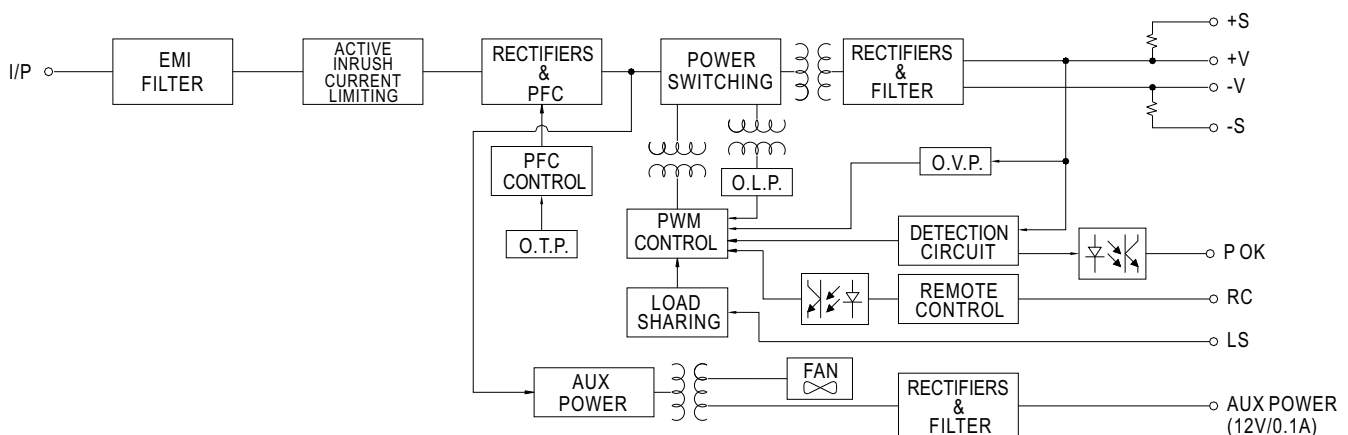 I/P
EMI
FILTER
ACTIVE
INRUSH
CURRENT
LIMITING
RECTIFIERS
&
PFC
POWER
SWITCHING
RECTIFIERS
&
FILTER
+S
+V
-V
-S
PFC
CONTROL
O.T.P.
O.L.P.
O.V.P.
PWM
CONTROL
DETECTION
CIRCUIT
P OK
LOAD
SHARING
REMOTE
CONTROL
RC
LS
AUX
POWER
FAN
RECTIFIERS
&
FILTER
AUX POWER
(12V/0.1A)